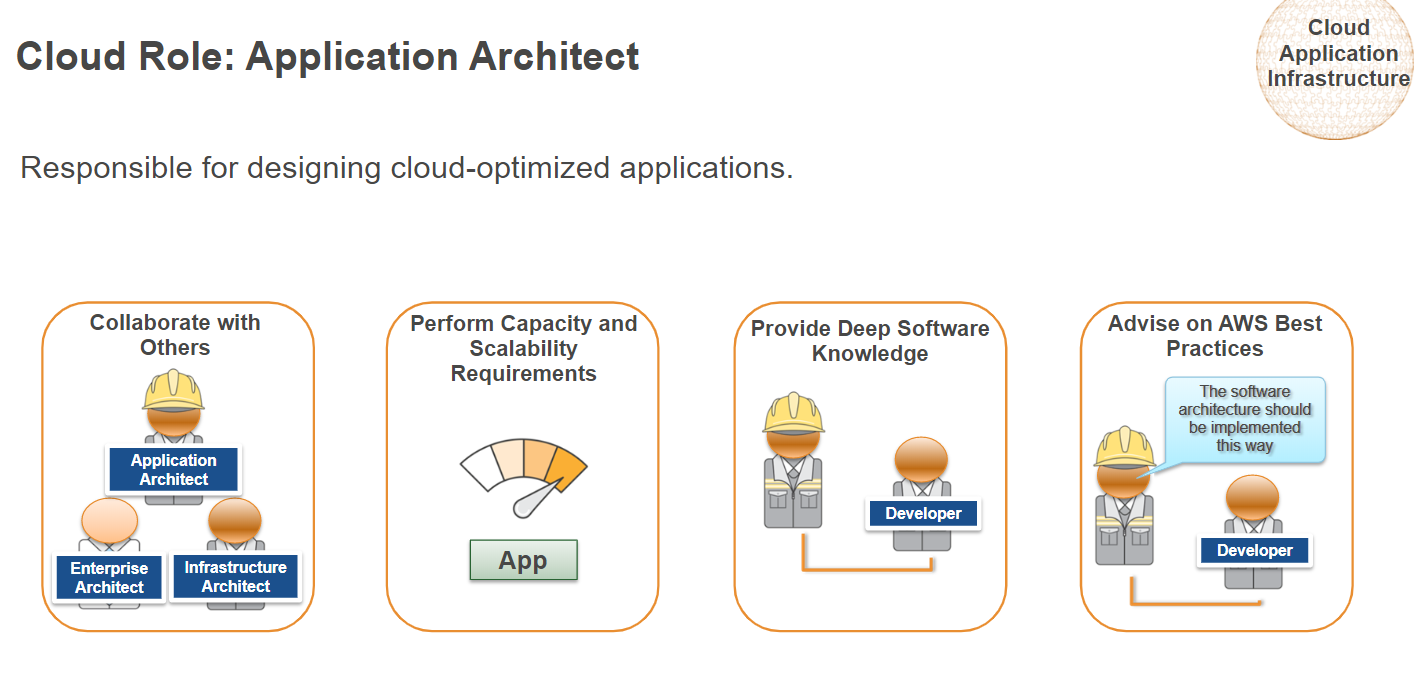 Cloud Role: Application Architect
Cloud
Application
Infrastructure
Responsible for designing cloud-optimized applications.
Collaborate with
Others
Application
Architect
Enterprise
Architect
Infrastructure
Architect
Perform Capacity and
Scalability
Requirements
App
Provide Deep Software
Knowledge
Developer
Advise on AWS Best
Practices
The software
architecture should
be implemented
this way
Developer